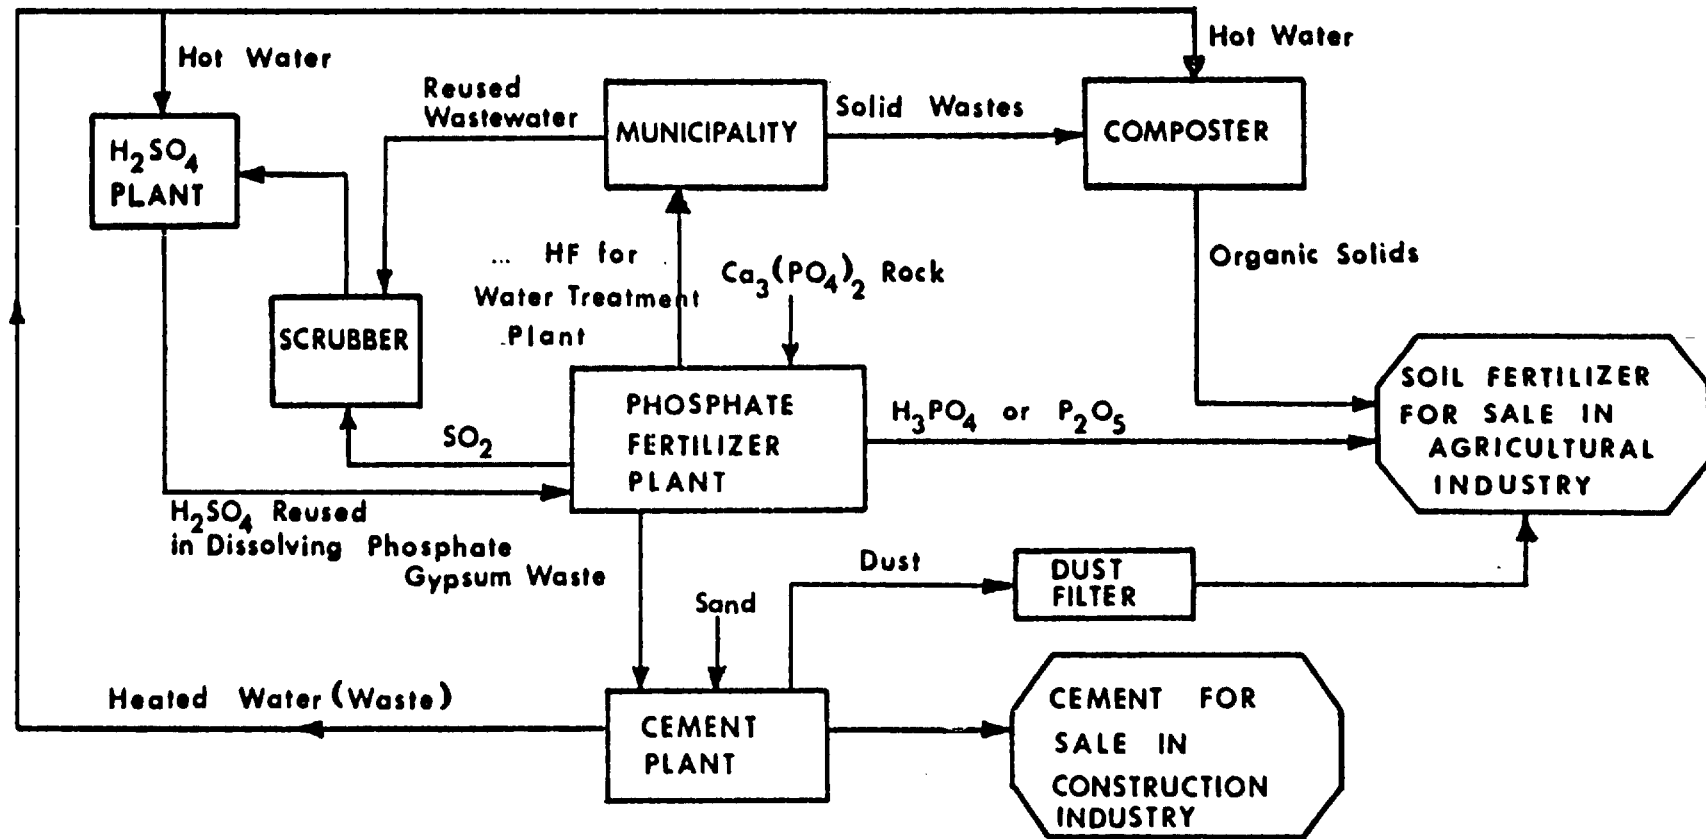 Hot Water
Hot Water
Reused
Wastewater
MUNICIPALITY
Solid Wastes
COMPOSTER
H₂SO₄
PLANT
... HF for
Water Treatment
Plant
Ca₃(PO₄)₂ Rock
Organic Solids
SCRUBBER
SO₂
PHOSPHATE
FERTILIZER
PLANT
H₃PO₄ or P₂O₅
SOIL FERTILIZER
FOR SALE IN
AGRICULTURAL
INDUSTRY
H₂SO₄ Reused
in Dissolving Phosphate
Gypsum Waste
Sand
Dust
DUST
FILTER
Heated Water (Waste)
CEMENT
PLANT
CEMENT FOR
SALE IN
CONSTRUCTION
INDUSTRY